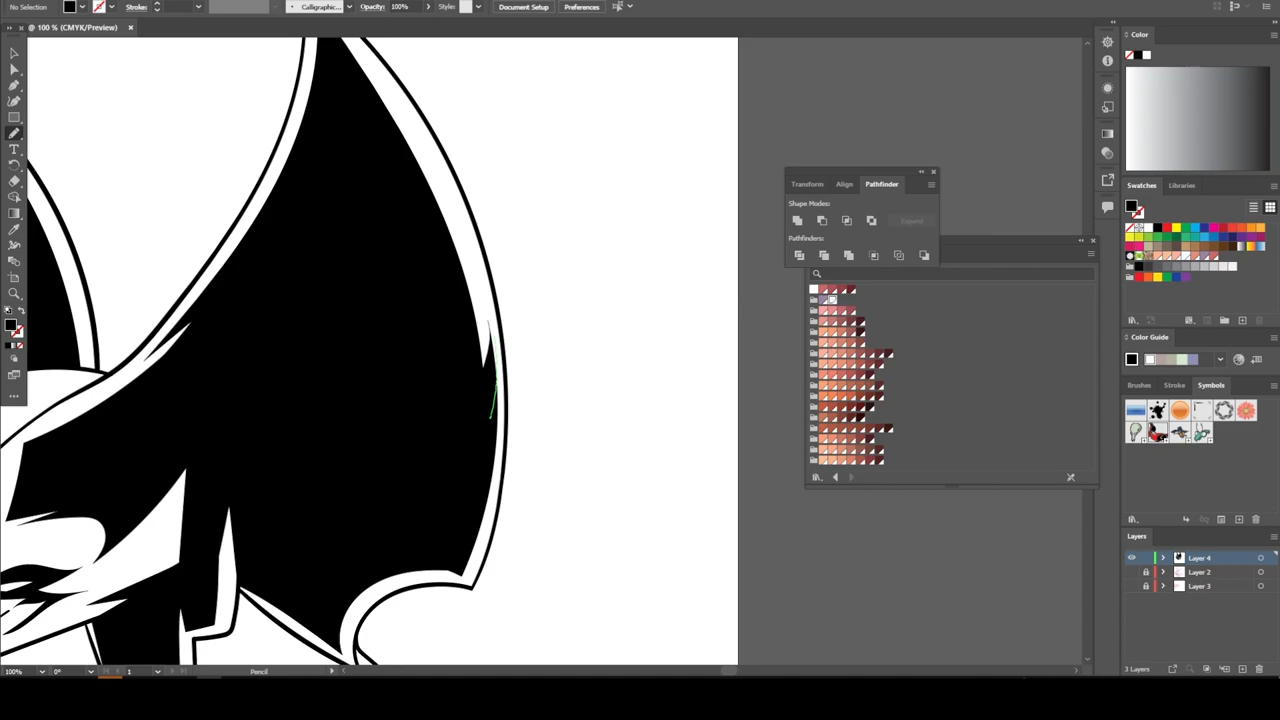 No Selection Stroke: Calligraphic... Opacity: 100% Style: Document Setup Preferences
@ 100 % (CMYK/Preview)
Color
Swatches Libraries
Transform Align Pathfinder
Shape Modes:
Expand
Pathfinders:
Color Guide
Brushes Stroke Symbols
Layers
Layer 4
Layer 2
Layer 3
100% 0° 1 Pencil
3 Layers